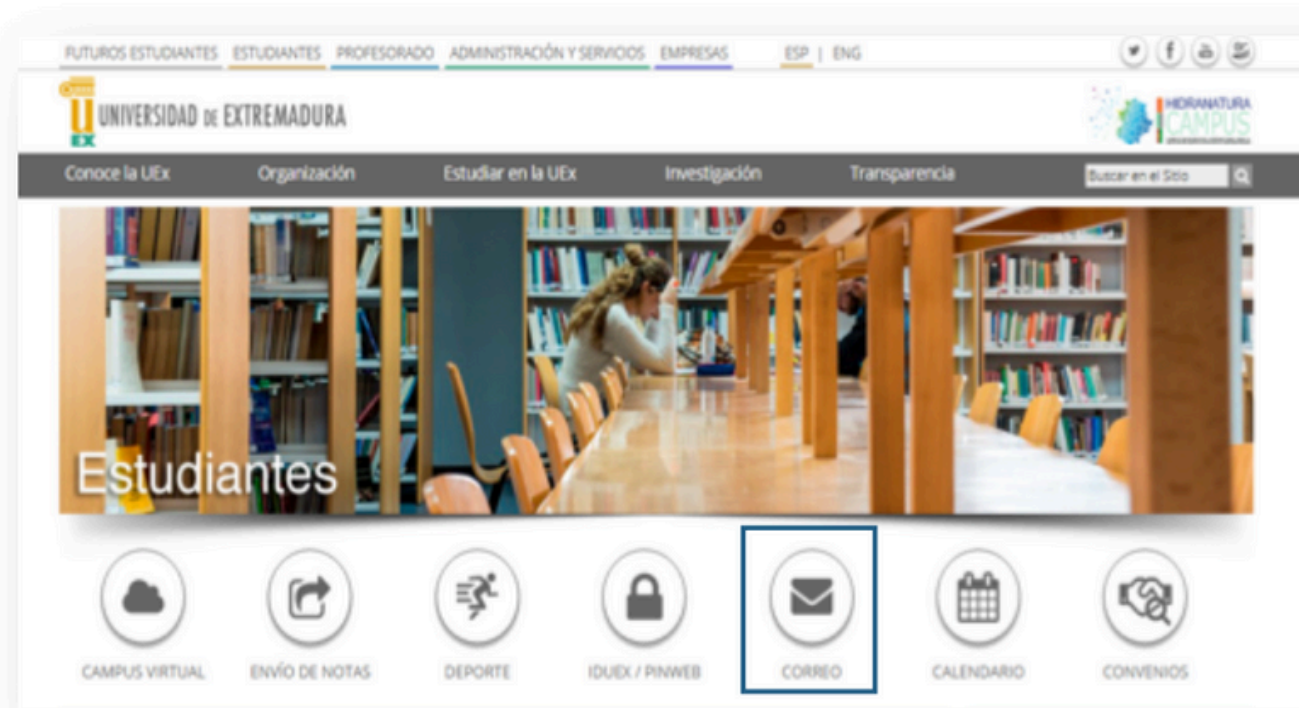 FUTUROS ESTUDIANTES ESTUDIANTES PROFESORADO ADMINISTRACIÓN Y SERVICIOS EMPRESAS ESP | ENG
UEX UNIVERSIDAD DE EXTREMADURA
HIDRANATURA
CAMPUS
Conoce la UEx Organización Estudiar en la UEx Investigación Transparencia Buscar en el Sitio
Estudiantes
CAMPUS VIRTUAL ENVÍO DE NOTAS DEPORTE IDUEX / PINWEB CORREO CALENDARIO CONVENIOS